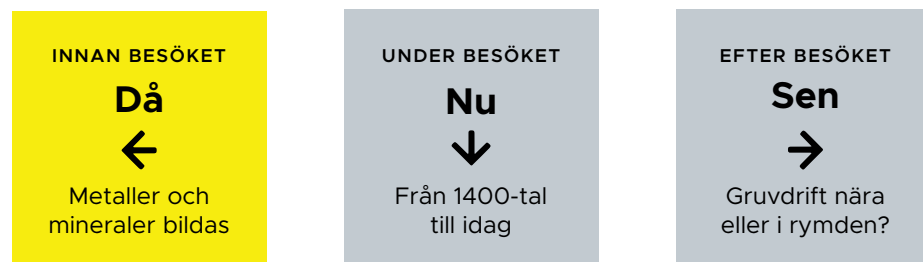 INNAN BESÖKET
Då
Metaller och
mineraler bildas
UNDER BESÖKET
Nu
Från 1400-tal
till idag
EFTER BESÖKET
Sen
Gruvdrift nära
eller i rymden?